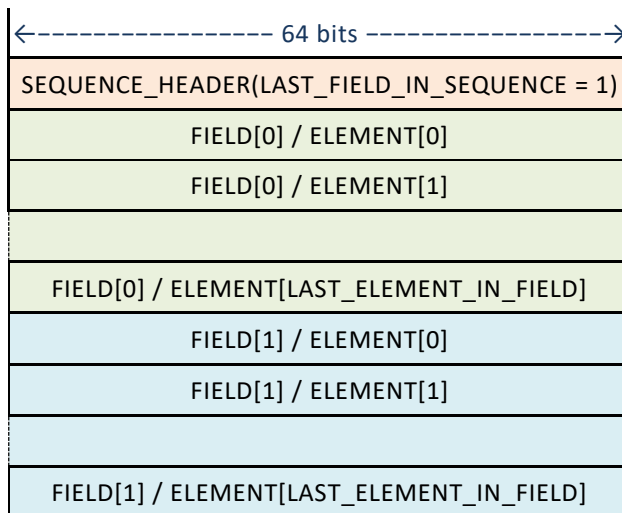 64 bits
SEQUENCE_HEADER(LAST_FIELD_IN_SEQUENCE = 1)
FIELD[0] / ELEMENT[0]
FIELD[0] / ELEMENT[1]
FIELD[0] / ELEMENT[LAST_ELEMENT_IN_FIELD]
FIELD[1] / ELEMENT[0]
FIELD[1] / ELEMENT[1]
FIELD[1] / ELEMENT[LAST_ELEMENT_IN_FIELD]